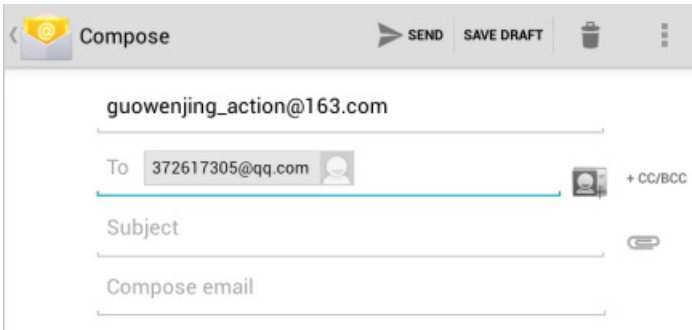 Compose SEND SAVE DRAFT
guowenjing_action@163.com
To 372617305@qq.com + CC/BCC
Subject
Compose email